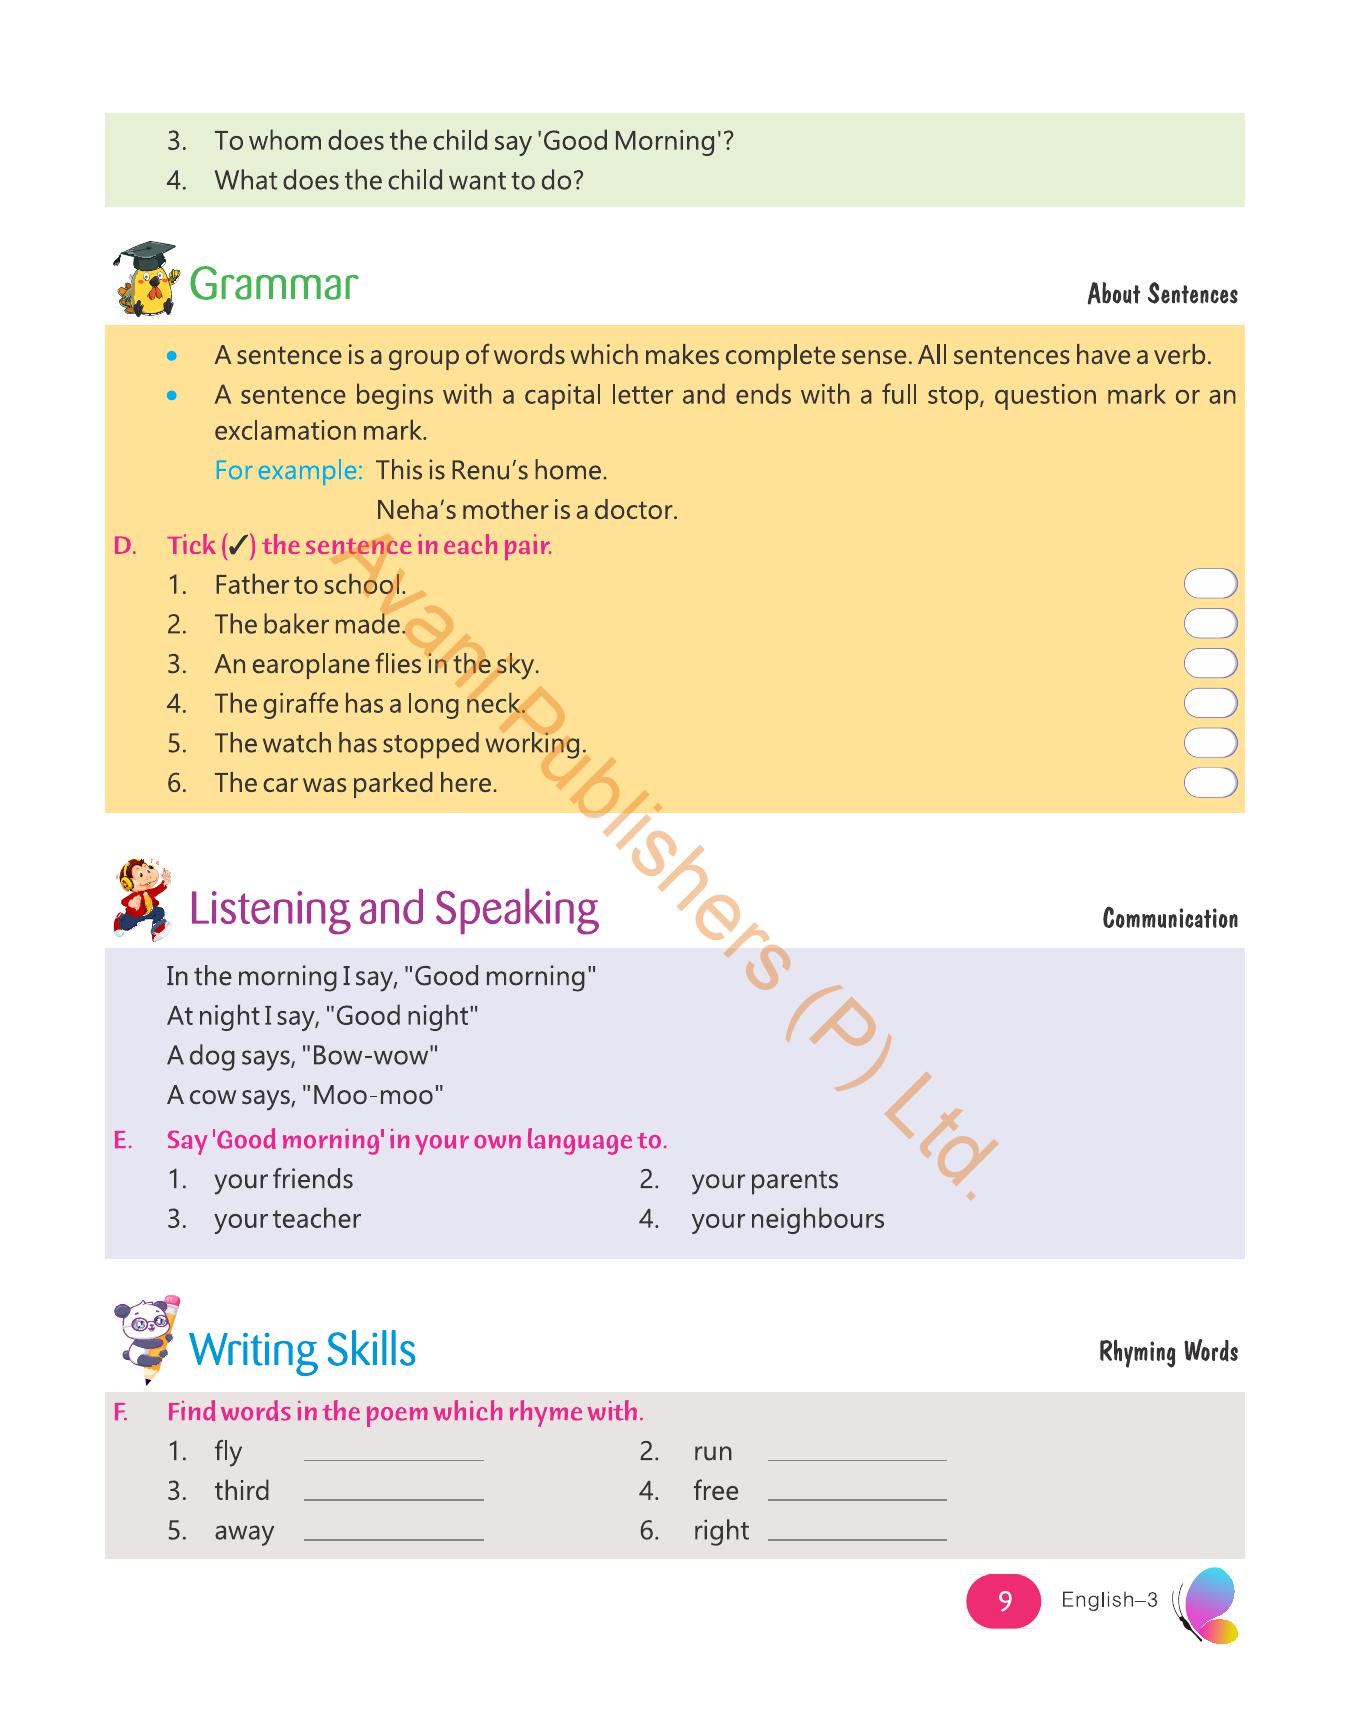 3. To whom does the child say 'Good Morning'?
4. What does the child want to do?
Grammar
About Sentences
• A sentence is a group of words which makes complete sense. All sentences have a verb.
• A sentence begins with a capital letter and ends with a full stop, question mark or an
exclamation mark.
For example: This is Renu's home.
Neha's mother is a doctor.
D. Tick (✓) the sentence in each pair.
1. Father to school.
2. The baker made.
3. An earoplane flies in the sky.
4. The giraffe has a long neck.
5. The watch has stopped working.
6. The car was parked here.
Listening and Speaking
Communication
In the morning I say, "Good morning"
At night I say, "Good night"
A dog says, "Bow-wow"
A cow says, "Moo-moo"
E. Say 'Good morning' in your own language to.
1. your friends 2. your parents
3. your teacher 4. your neighbours
Writing Skills
Rhyming Words
F. Find words in the poem which rhyme with.
1. fly 2. run
3. third 4. free
5. away 6. right
9 English–3
Avani Publishers (P) Ltd.